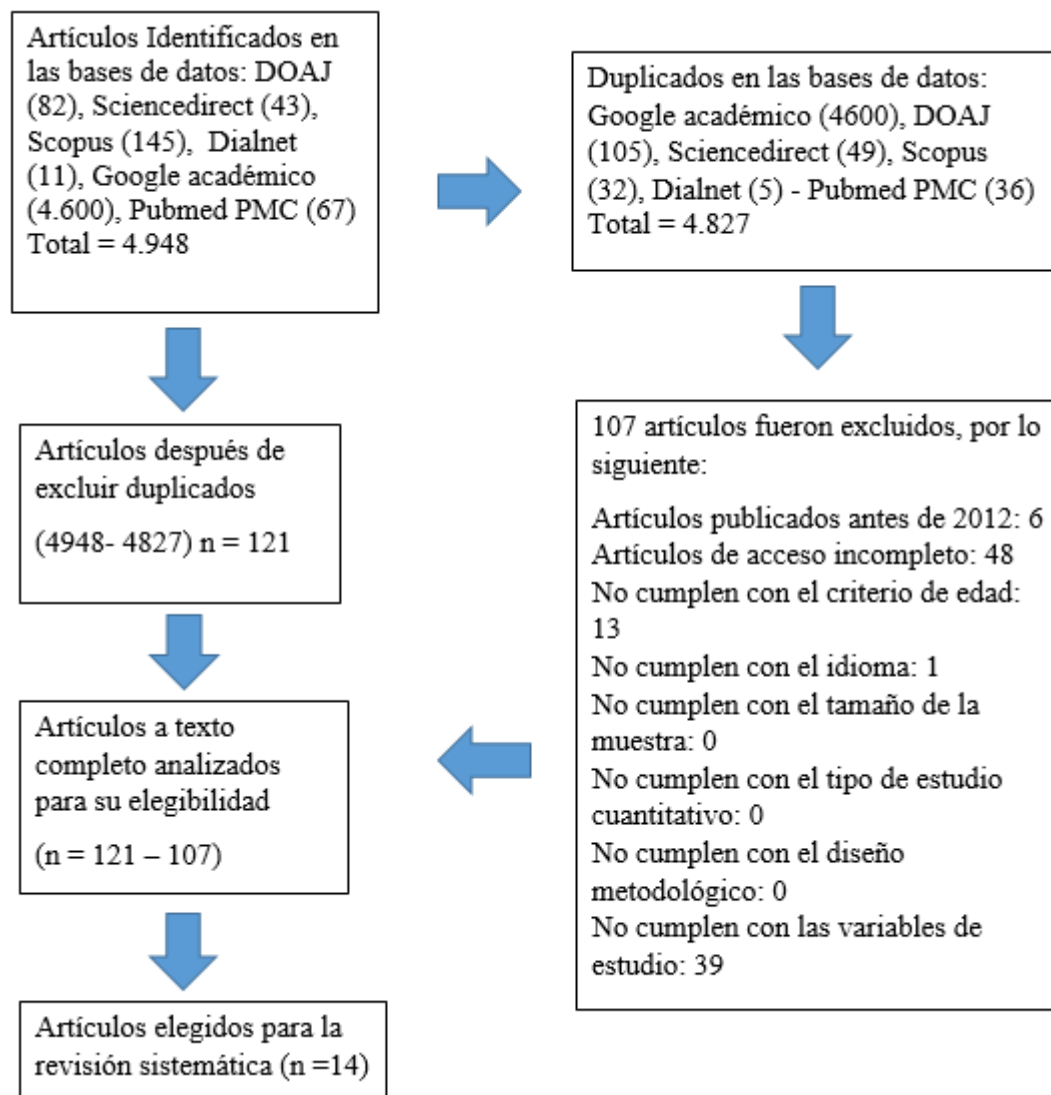 Artículos Identificados en
las bases de datos: DOAJ
(82), Sciencedirect (43),
Scopus (145), Dialnet
(11), Google académico
(4.600), Pubmed PMC (67)
Total = 4.948
Duplicados en las bases de datos:
Google académico (4600), DOAJ
(105), Sciencedirect (49), Scopus
(32), Dialnet (5) - Pubmed PMC (36)
Total = 4.827
Artículos después de
excluir duplicados
(4948- 4827) n = 121
107 artículos fueron excluidos, por lo
siguiente:
Artículos publicados antes de 2012: 6
Artículos de acceso incompleto: 48
No cumplen con el criterio de edad:
13
No cumplen con el idioma: 1
No cumplen con el tamaño de la
muestra: 0
No cumplen con el tipo de estudio
cuantitativo: 0
No cumplen con el diseño
metodológico: 0
No cumplen con las variables de
estudio: 39
Artículos a texto
completo analizados
para su elegibilidad
(n = 121 – 107)
Artículos elegidos para la
revisión sistemática (n =14)